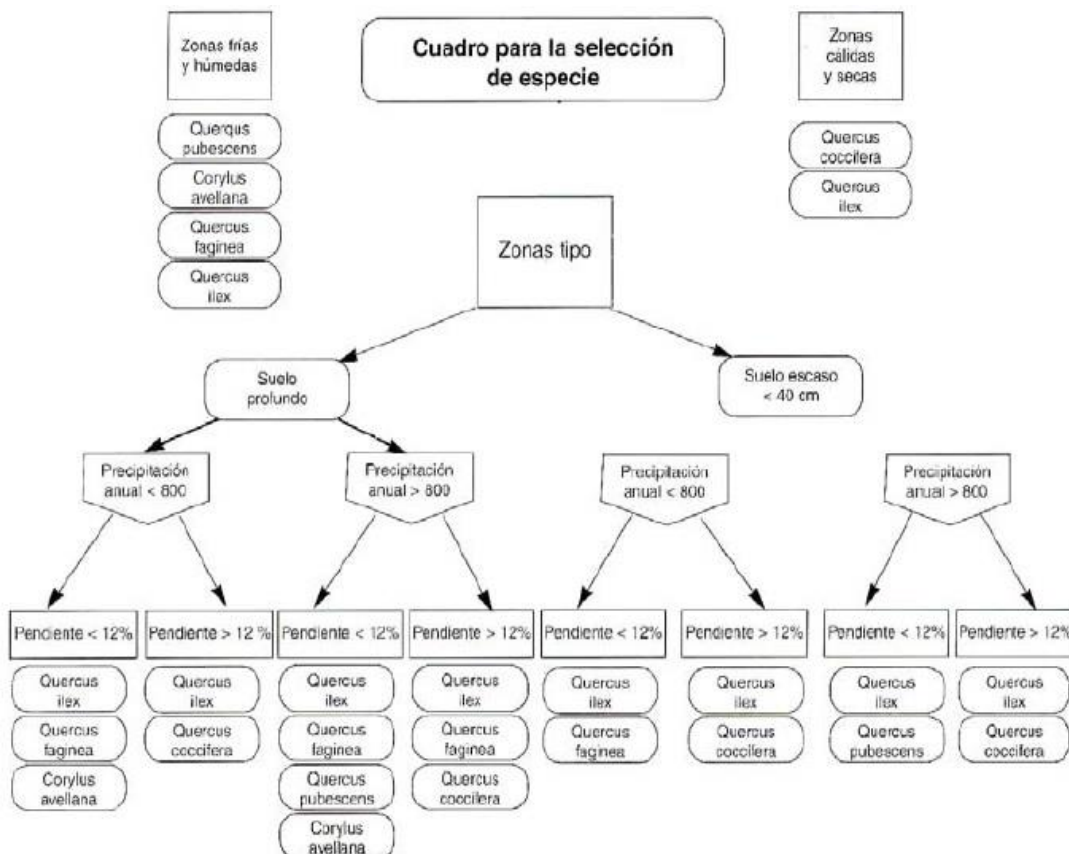 Zonas frías
y húmedas
Cuadro para la selección
de especie
Zonas
cálidas
y secas
Querqus
pubescens
Corylus
avellana
Quercus
faginea
Quercus
ilex
Quercus
coccifera
Quercus
ilex
Zonas tipo
Suelo
profundo
Suelo escaso
< 40 cm
Precipitación
anual < 800
Precipitación
anual > 800
Precipitación
anual < 800
Preciipitación
anual > 800
Pendiente < 12%
Pendiente > 12 %
Pendiente < 12%
Pendiente > 12%
Pendiente < 12%
Pendiente > 12%
Pendiente < 12%
Pendiente > 12%
Quercus
ilex
Quercus
faginea
Corylus
avellana
Quercus
ilex
Quercus
coccifera
Quercus
ilex
Quercus
faginea
Quercus
pubescens
Corylus
avellana
Quercus
ilex
Quercus
faginea
Quercus
coccifera
Quercus
ilex
Quercus
faginea
Quercus
ilex
Quercus
coccifera
Quercus
ilex
Quercus
pubescens
Quercus
ilex
Quercus
coccifera